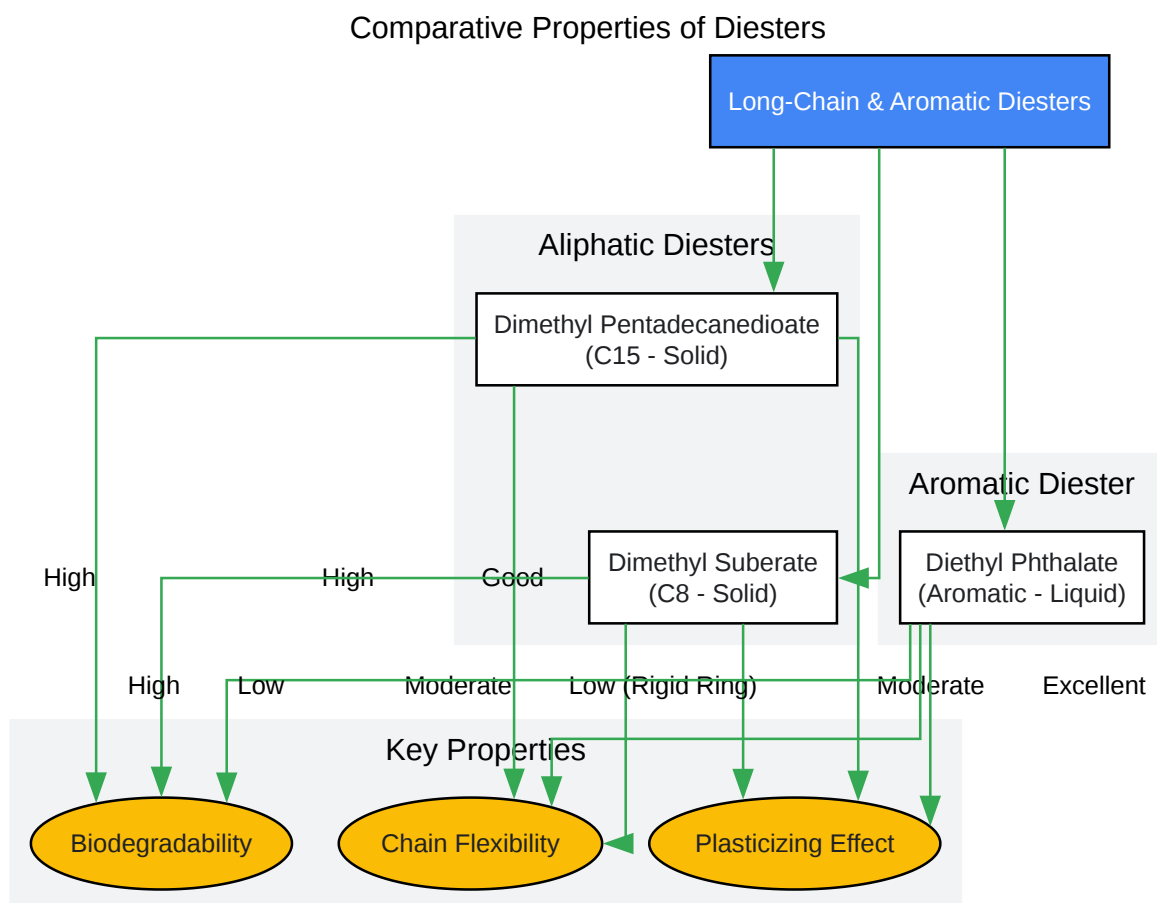 Comparative Properties of Diesters
Long-Chain & Aromatic Diesters
Aliphatic Diesters
Dimethyl Pentadecanedioate
(C15 - Solid)
Aromatic Diester
Dimethyl Suberate
(C8 - Solid)
Diethyl Phthalate
(Aromatic - Liquid)
High
High
Good
High
Low
Moderate
Low (Rigid Ring)
Moderate
Excellent
Key Properties
Biodegradability
Chain Flexibility
Plasticizing Effect